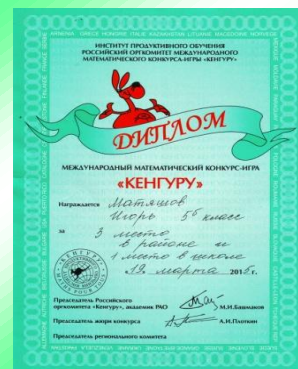 ИНСТИТУТ ПРОДУКТИВНОГО ОБУЧЕНИЯ
РОССИЙСКИЙ ОРГКОМИТЕТ МЕЖДУНАРОДНОГО
МАТЕМАТИЧЕСКОГО КОНКУРСА-ИГРЫ «КЕНГУРУ»
ДИПЛОМ
МЕЖДУНАРОДНЫЙ МАТЕМАТИЧЕСКИЙ КОНКУРС-ИГРА
«КЕНГУРУ»
Награждается Матяшов
Игорь 5б класс
за 3 место
в районе и
1 место в школе
19 марта 2015г.
КЕНГУРУ
Председатель Российского
оргкомитета «Кенгуру», академик РАО М.И.Башмаков
Председатель жюри конкурса А.И.Плоткин
Председатель регионального комитета